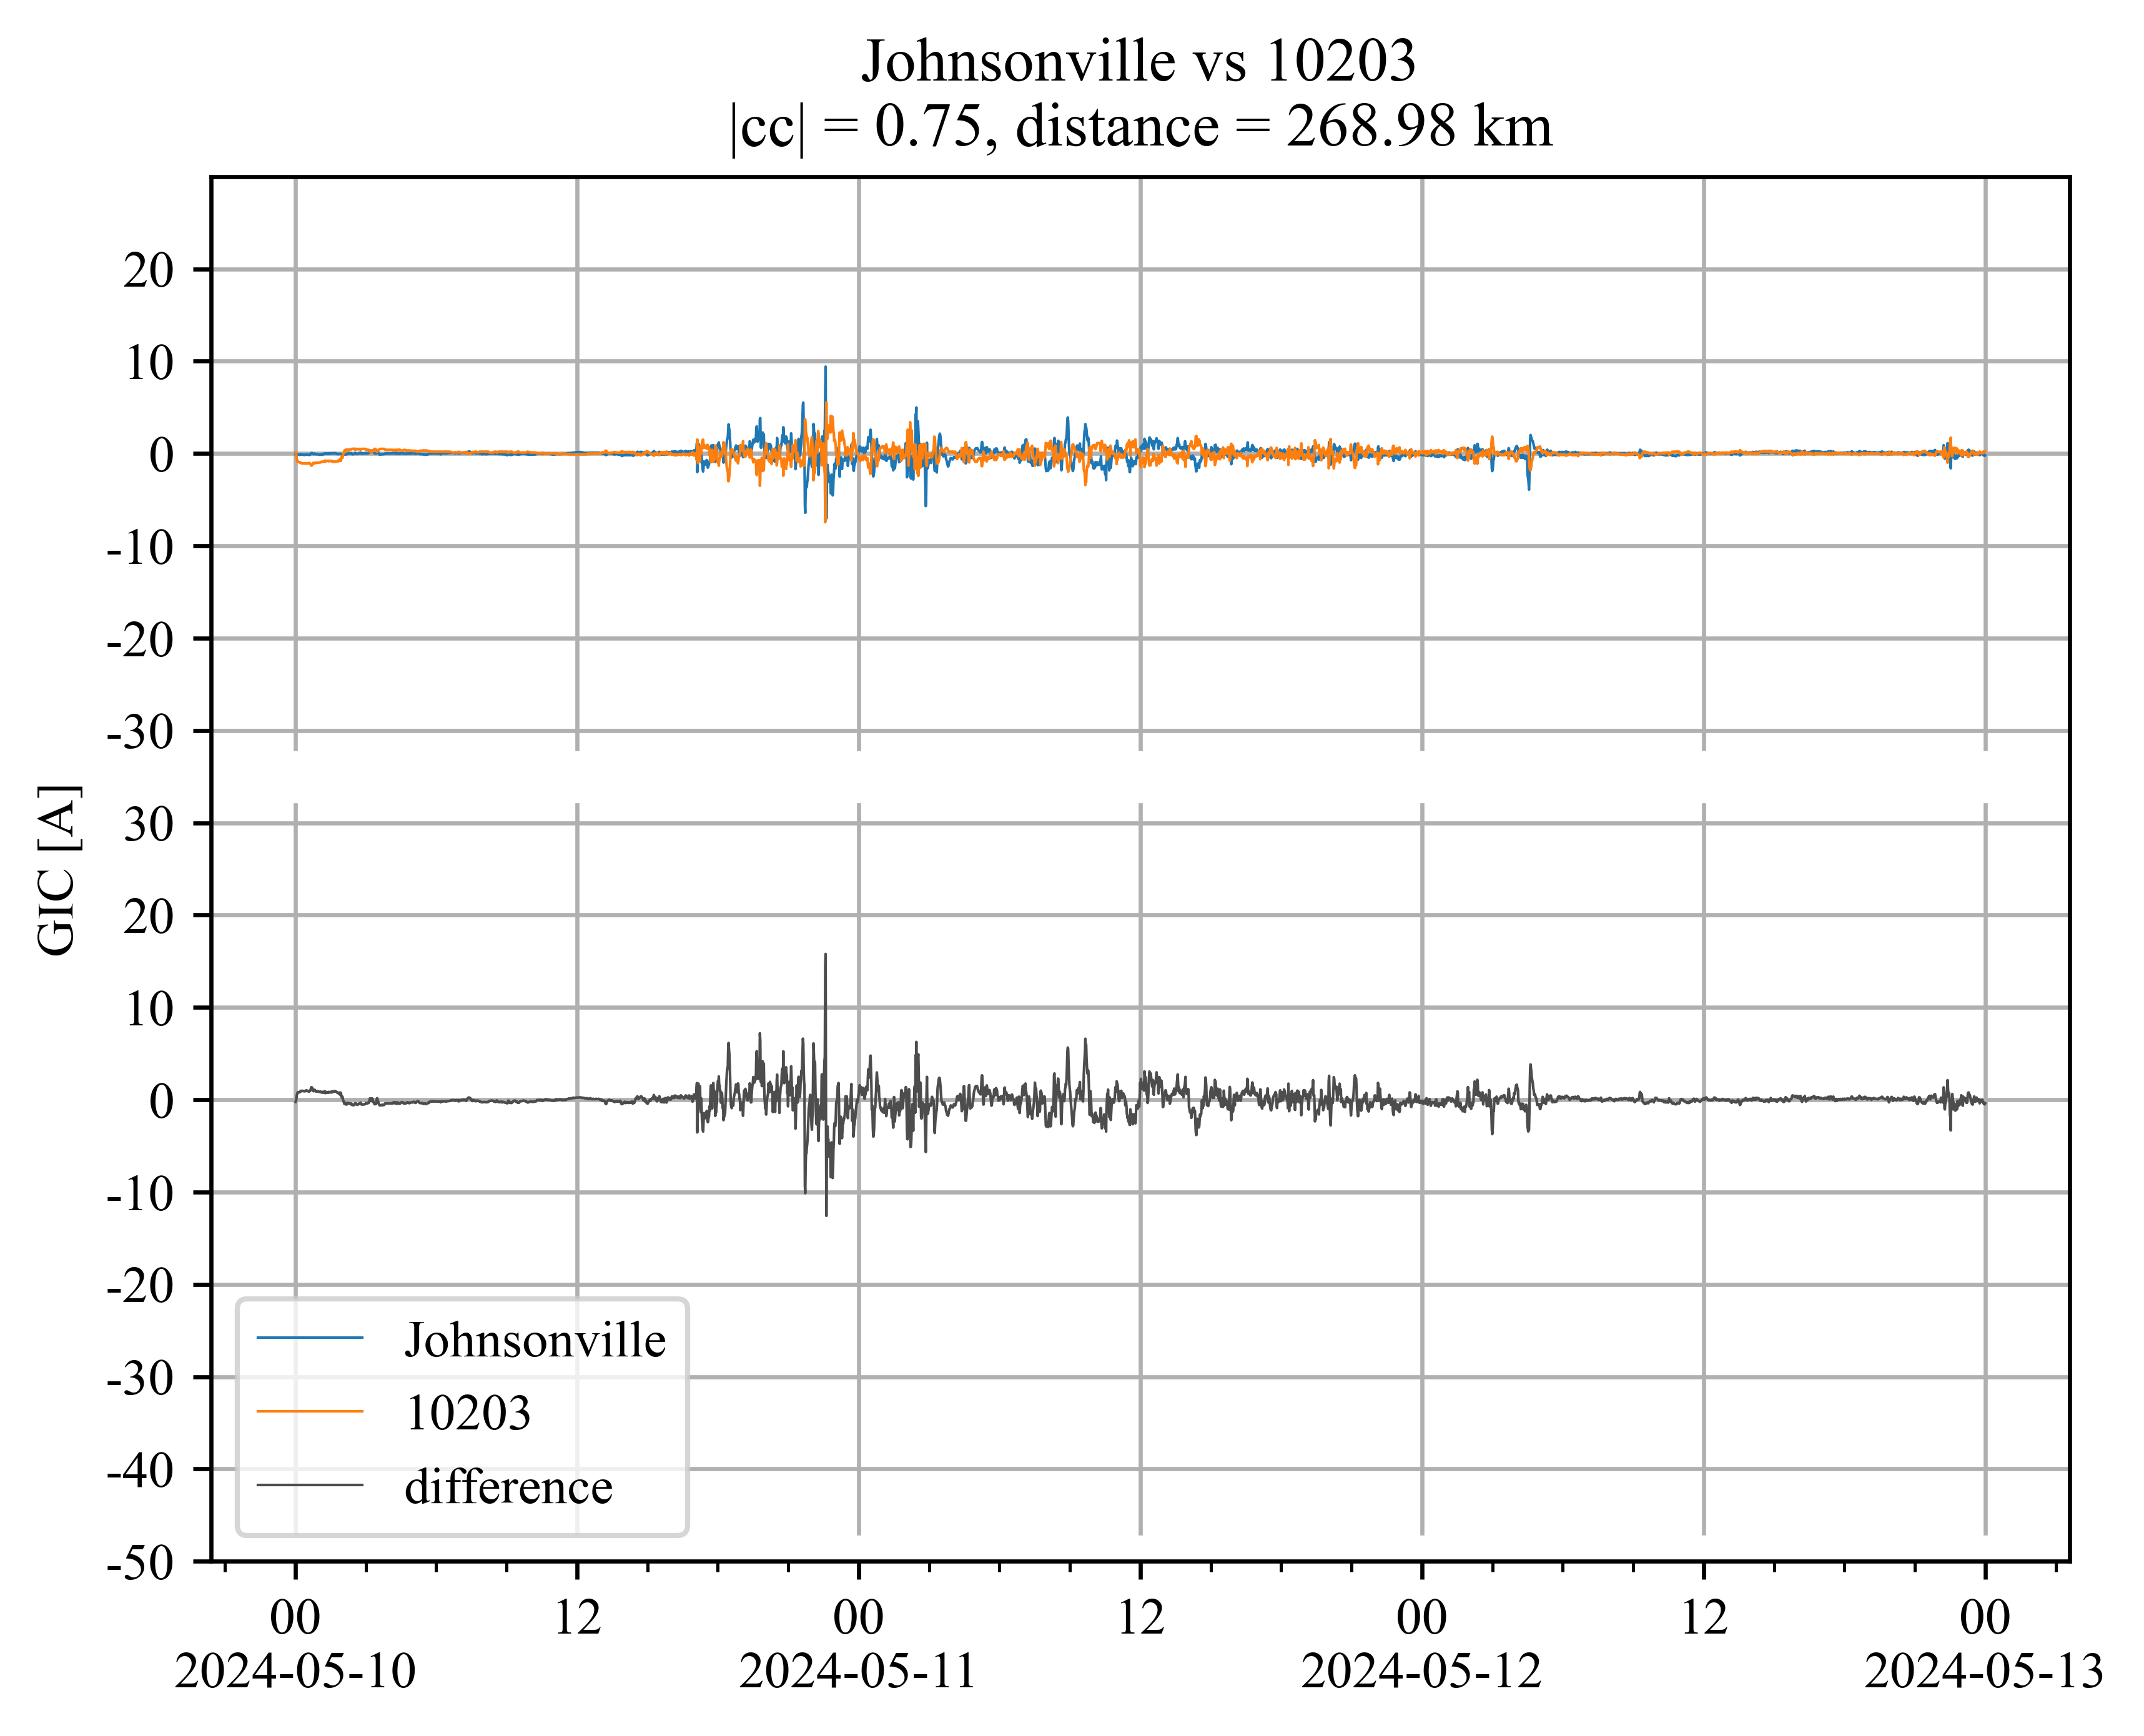 Johnsonville vs 10203
|cc| = 0.75, distance = 268.98 km
GIC [A]
20
10
0
-10
-20
-30
30
20
10
0
-10
-20
-30
-40
-50
Johnsonville
10203
difference
00 12 00 12 00 12 00
2024-05-10 2024-05-11 2024-05-12 2024-05-13